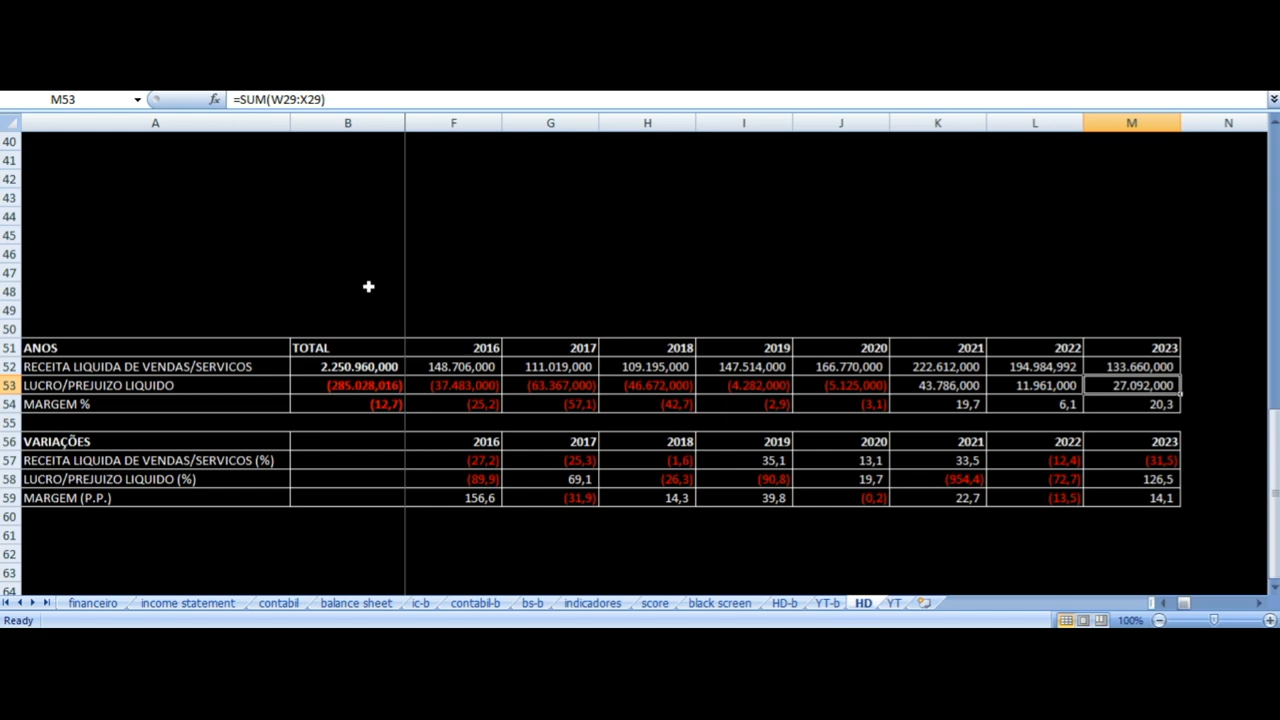 M53 fx =SUM(W29:X29)
A B F G H I J K L M N
40
41
42
43
44
45
46
47
48
49
50
51 ANOS TOTAL 2016 2017 2018 2019 2020 2021 2022 2023
52 RECEITA LIQUIDA DE VENDAS/SERVICOS 2.250.960,000 148.706,000 111.019,000 109.195,000 147.514,000 166.770,000 222.612,000 194.984,992 133.660,000
53 LUCRO/PREJUIZO LIQUIDO (285.028,016) (37.483,000) (63.367,000) (46.672,000) (4.282,000) (5.125,000) 43.786,000 11.961,000 27.092,000
54 MARGEM % (12,7) (25,2) (57,1) (42,7) (2,9) (3,1) 19,7 6,1 20,3
55
56 VARIAÇÕES 2016 2017 2018 2019 2020 2021 2022 2023
57 RECEITA LIQUIDA DE VENDAS/SERVICOS (%) (27,2) (25,3) (1,6) 35,1 13,1 33,5 (12,4) (31,5)
58 LUCRO/PREJUIZO LIQUIDO (%) (89,9) 69,1 (26,3) (90,8) 19,7 (954,4) (72,7) 126,5
59 MARGEM (P.P.) 156,6 (31,9) 14,3 39,8 (0,2) 22,7 (13,5) 14,1
60
61
62
63
64
financeiro income statement contabil balance sheet ic-b contabil-b bs-b indicadores score black screen HD-b YT-b HD YT
Ready 100%